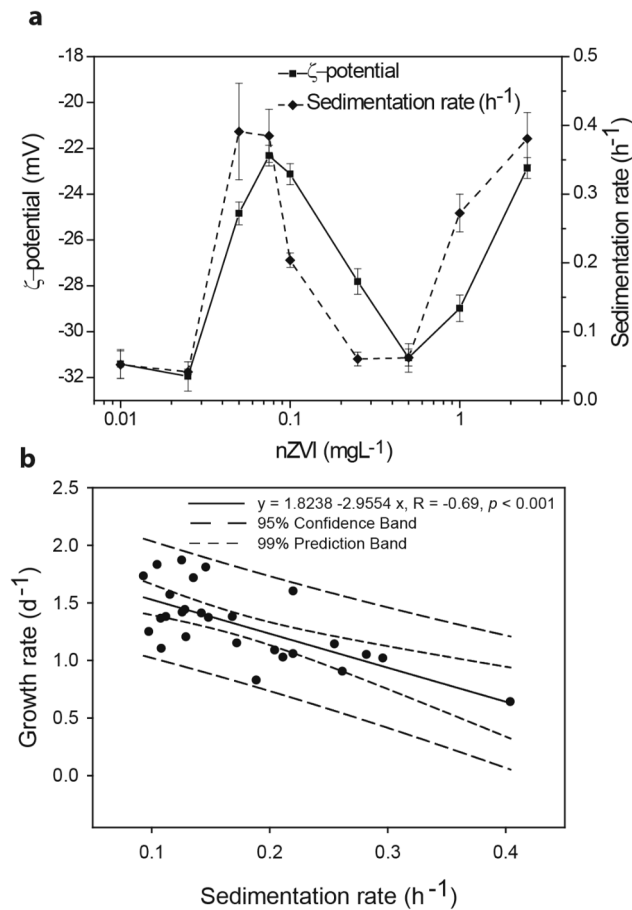 a
ζ–potential
Sedimentation rate (h-1)
-18
-20
-22
-24
-26
-28
-30
-32
ζ-potential (mV)
0.5
0.4
0.3
0.2
0.1
0.0
Sedimentation rate (h-1)
0.01
0.1
1
nZVI (mgL-1)
b
y = 1.8238 -2.9554 x, R = -0.69, p < 0.001
95% Confidence Band
99% Prediction Band
2.5
2.0
1.5
1.0
0.5
0.0
Growth rate (d-1)
0.1
0.2
0.3
0.4
Sedimentation rate (h-1)